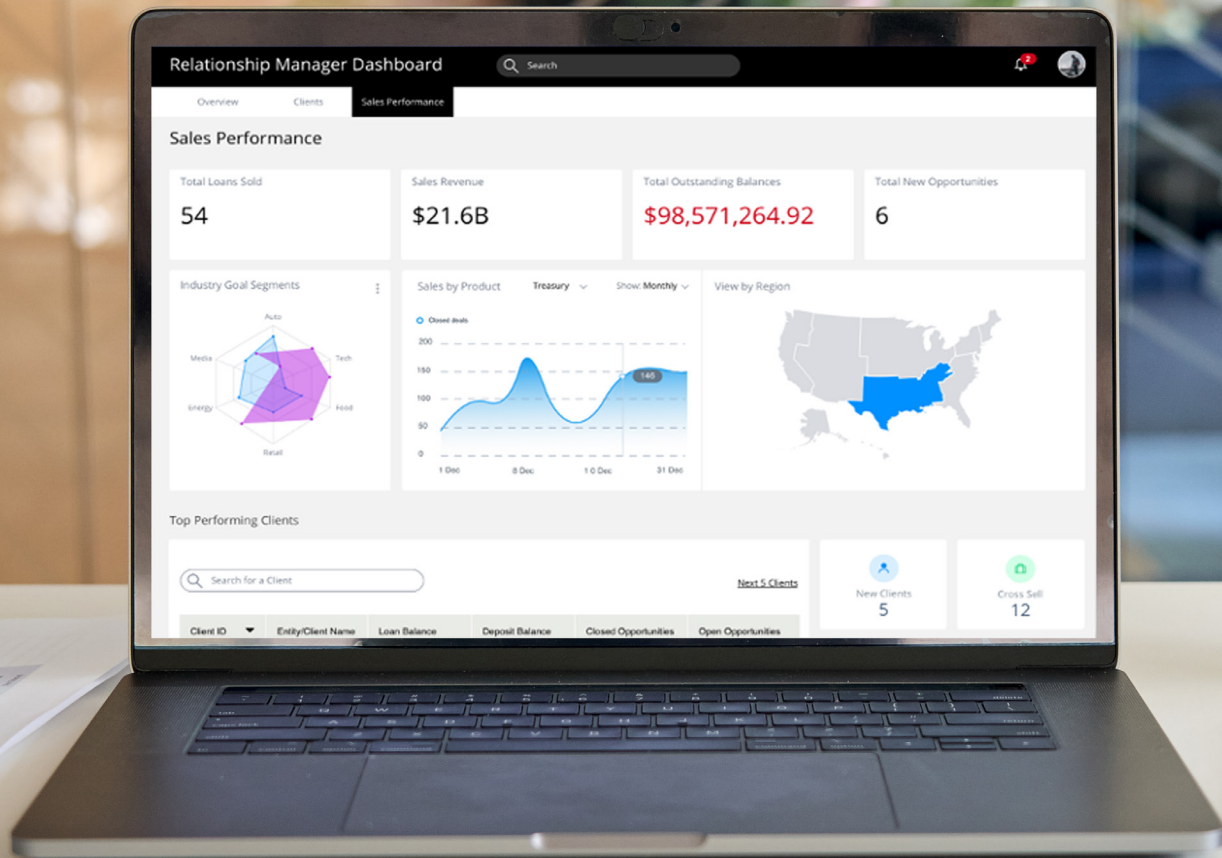 Relationship Manager Dashboard
Search
2
Overview
Clients
Sales Performance
Sales Performance
Total Loans Sold
54
Sales Revenue
$21.6B
Total Outstanding Balances
$98,571,264.92
Total New Opportunities
6
Industry Goal Segments
Auto
Media
Tech
Energy
Food
Retail
Sales by Product
Treasury
Show: Monthly
Closed deals
200
150
146
100
50
0
1 Dec
8 Dec
1 0 Dec
31 Dec
View by Region
Top Performing Clients
Search for a Client
Next 5 Clients
Client ID
Entity/Client Name
Loan Balance
Deposit Balance
Closed Opportunities
Open Opportunities
New Clients
5
Cross Sell
12